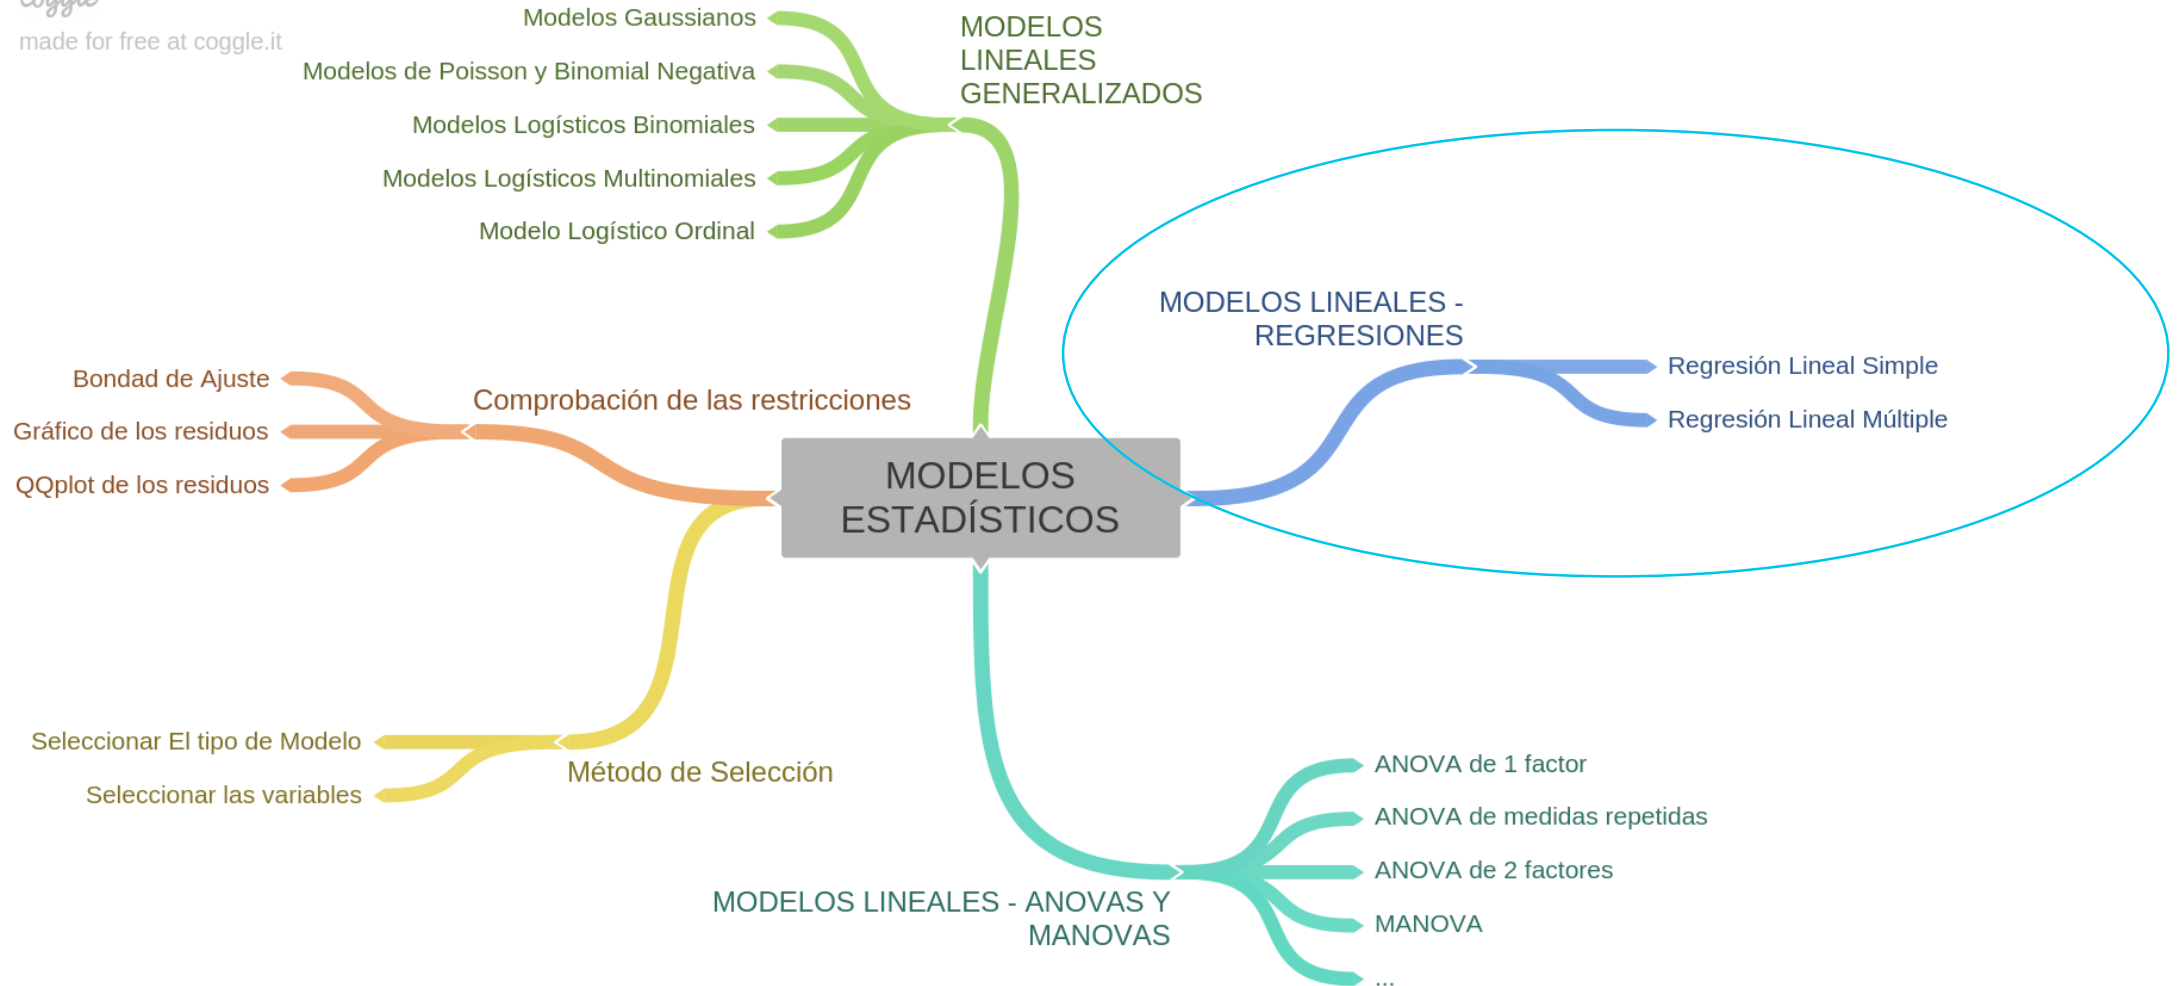 coggle
made for free at coggle.it
Modelos Gaussianos
Modelos de Poisson y Binomial Negativa
Modelos Logísticos Binomiales
Modelos Logísticos Multinomiales
Modelo Logístico Ordinal
MODELOS
LINEALES
GENERALIZADOS
MODELOS LINEALES -
REGRESIONES
Regresión Lineal Simple
Regresión Lineal Múltiple
Comprobación de las restricciones
Bondad de Ajuste
Gráfico de los residuos
QQplot de los residuos
MODELOS
ESTADÍSTICOS
Seleccionar El tipo de Modelo
Seleccionar las variables
Método de Selección
MODELOS LINEALES - ANOVAS Y
MANOVAS
ANOVA de 1 factor
ANOVA de medidas repetidas
ANOVA de 2 factores
MANOVA
...